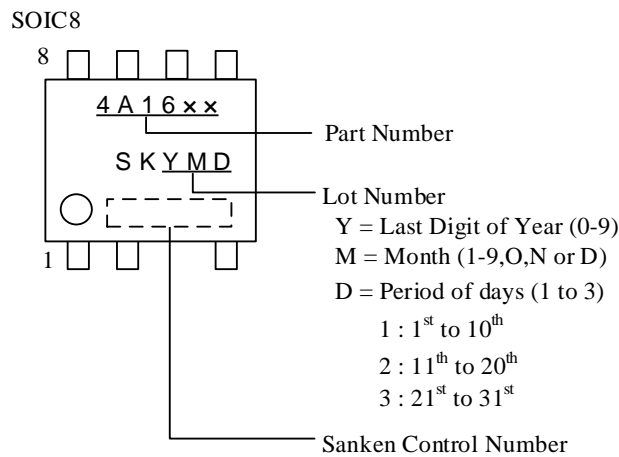 SOIC8
8
4A16××
Part Number
SKYMD
Lot Number
Y = Last Digit of Year (0-9)
M = Month (1-9,O,N or D)
D = Period of days (1 to 3)
1 : 1st to 10th
2 : 11th to 20th
3 : 21st to 31st
1
Sanken Control Number